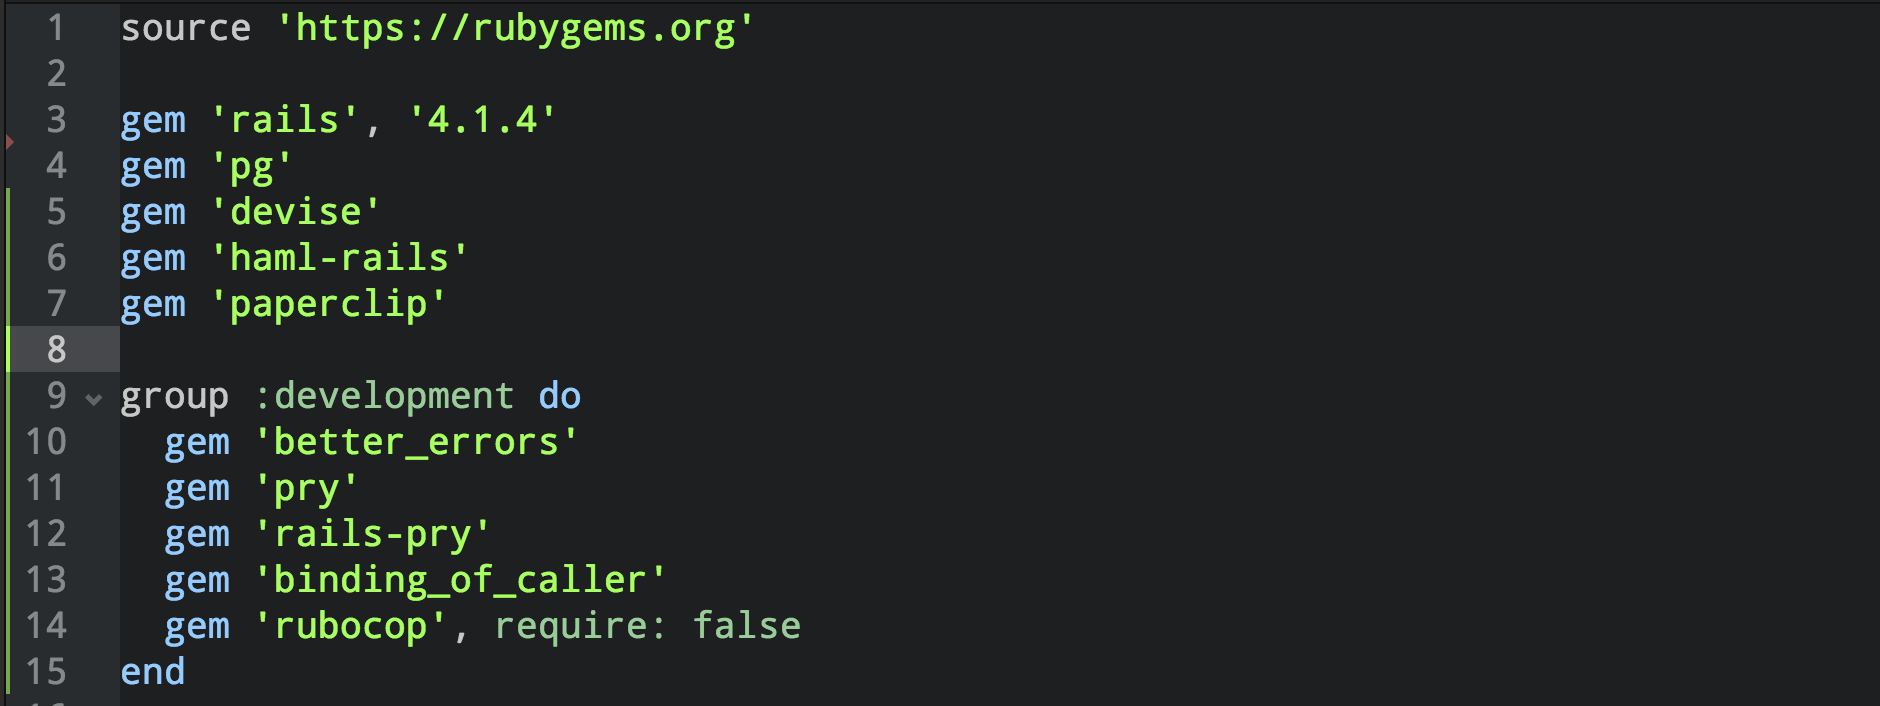 1 source 'https://rubygems.org'
2
3 gem 'rails', '4.1.4'
4 gem 'pg'
5 gem 'devise'
6 gem 'haml-rails'
7 gem 'paperclip'
8
9 group :development do
10   gem 'better_errors'
11   gem 'pry'
12   gem 'rails-pry'
13   gem 'binding_of_caller'
14   gem 'rubocop', require: false
15 end